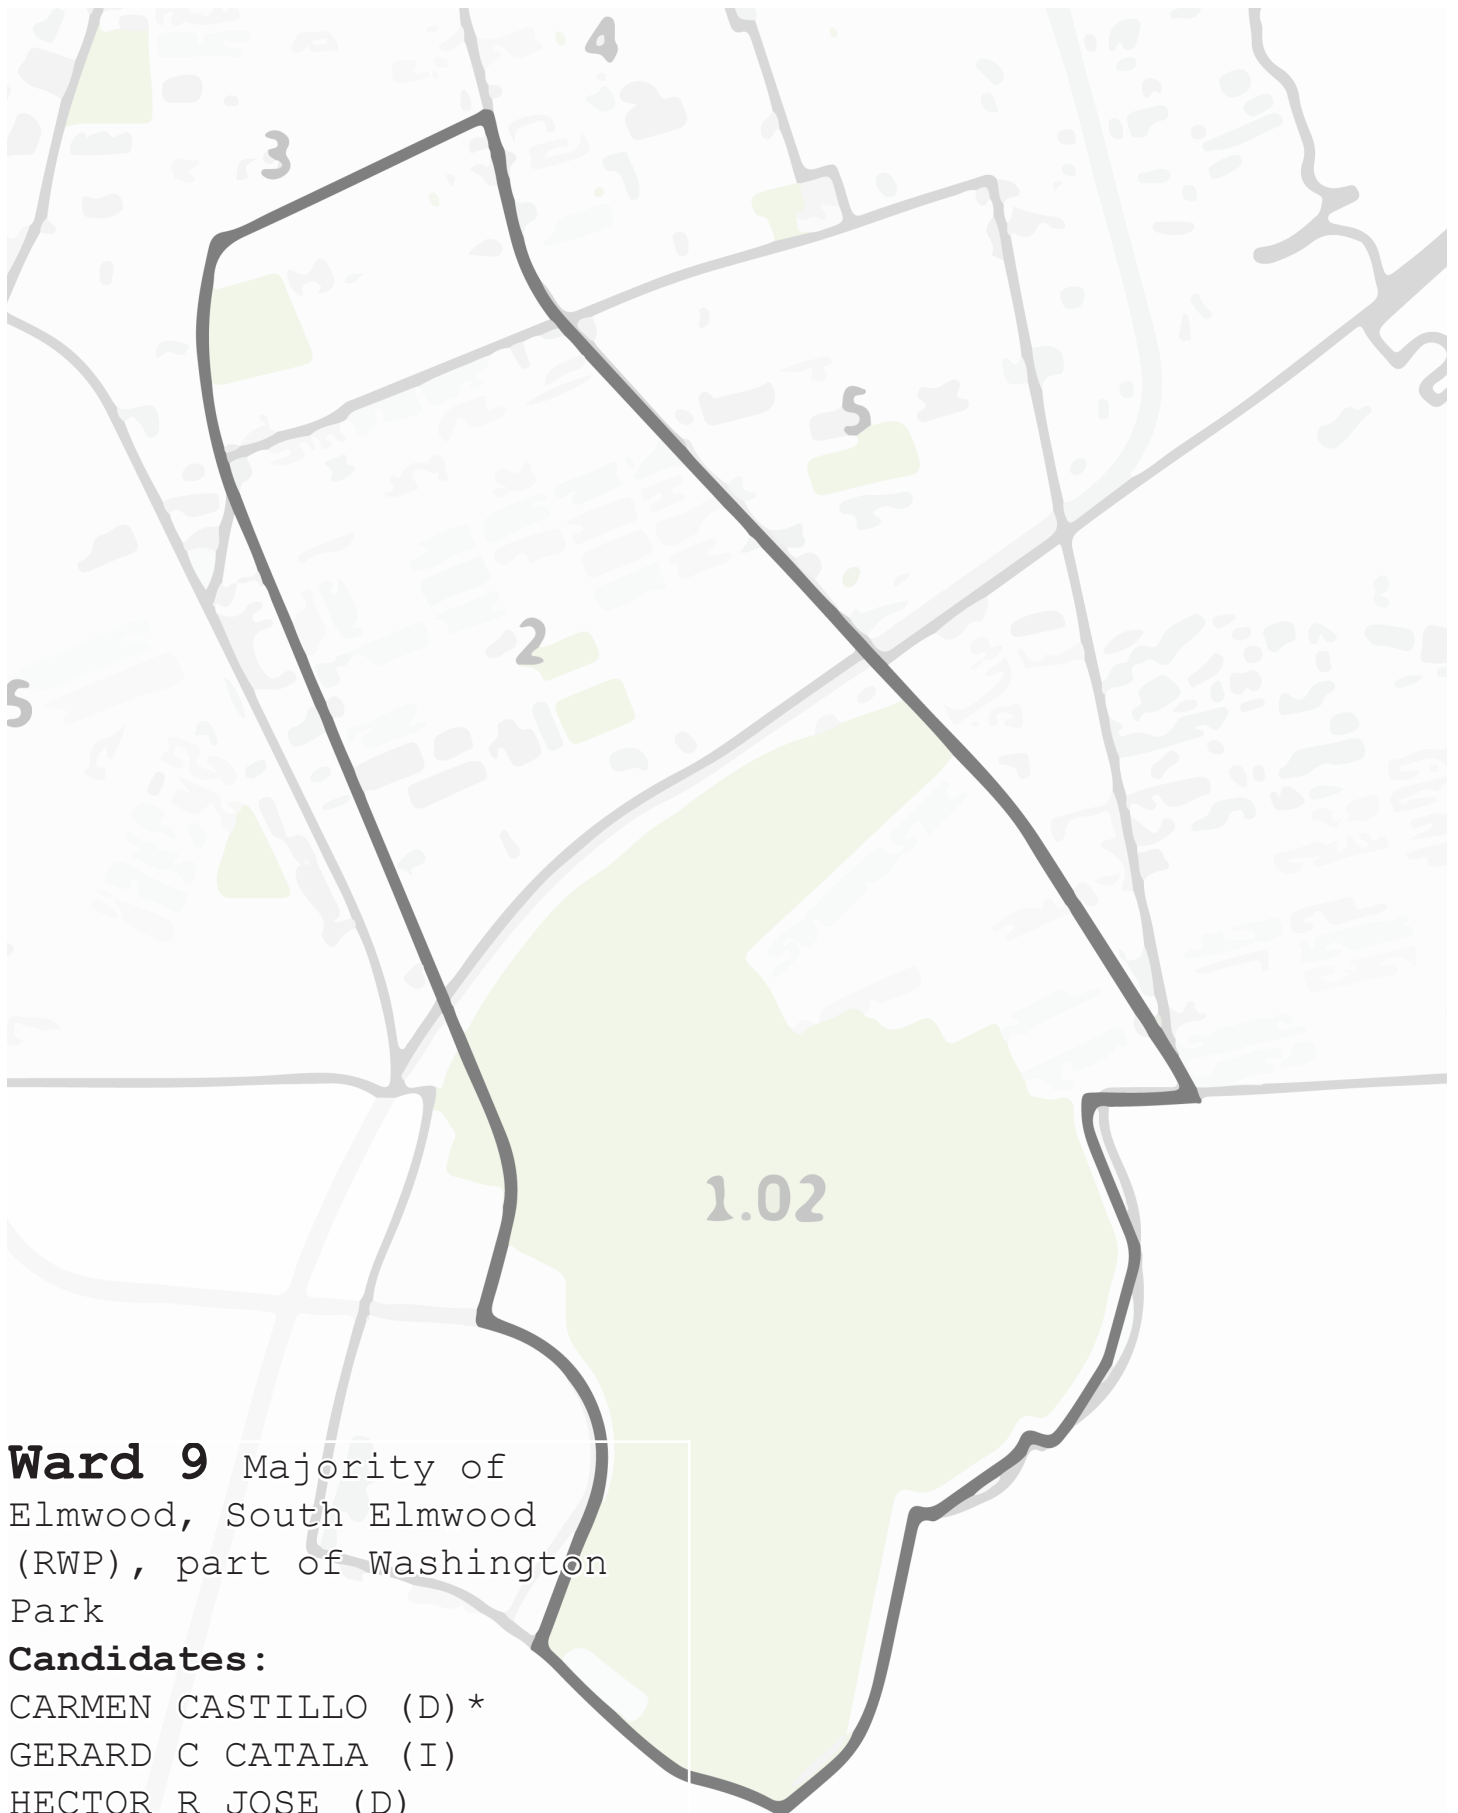 4
3
5
2
5
1.02
Ward 9 Majority of
Elmwood, South Elmwood
(RWP), part of Washington
Park
Candidates:
CARMEN CASTILLO (D)*
GERARD C CATALA (I)
HECTOR R JOSE (D)